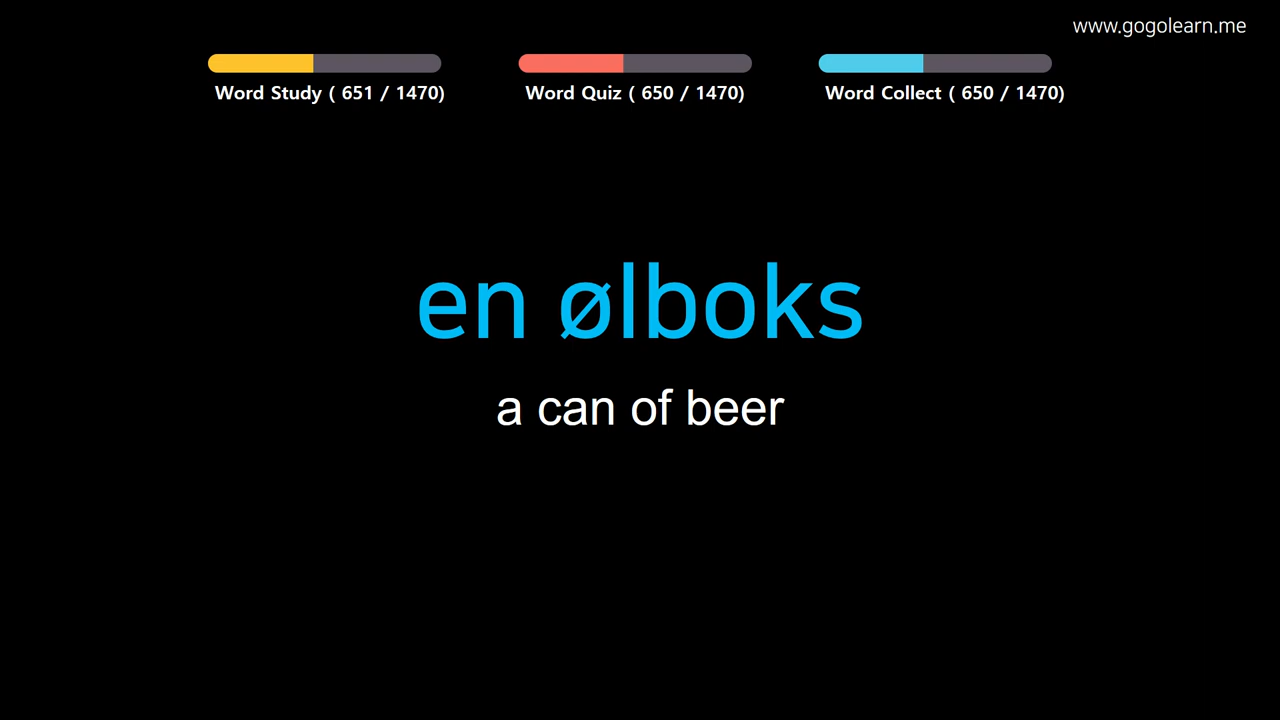 www.gogolearn.me
Word Study ( 651 / 1470)
Word Quiz ( 650 / 1470)
Word Collect ( 650 / 1470)
en ølboks
a can of beer